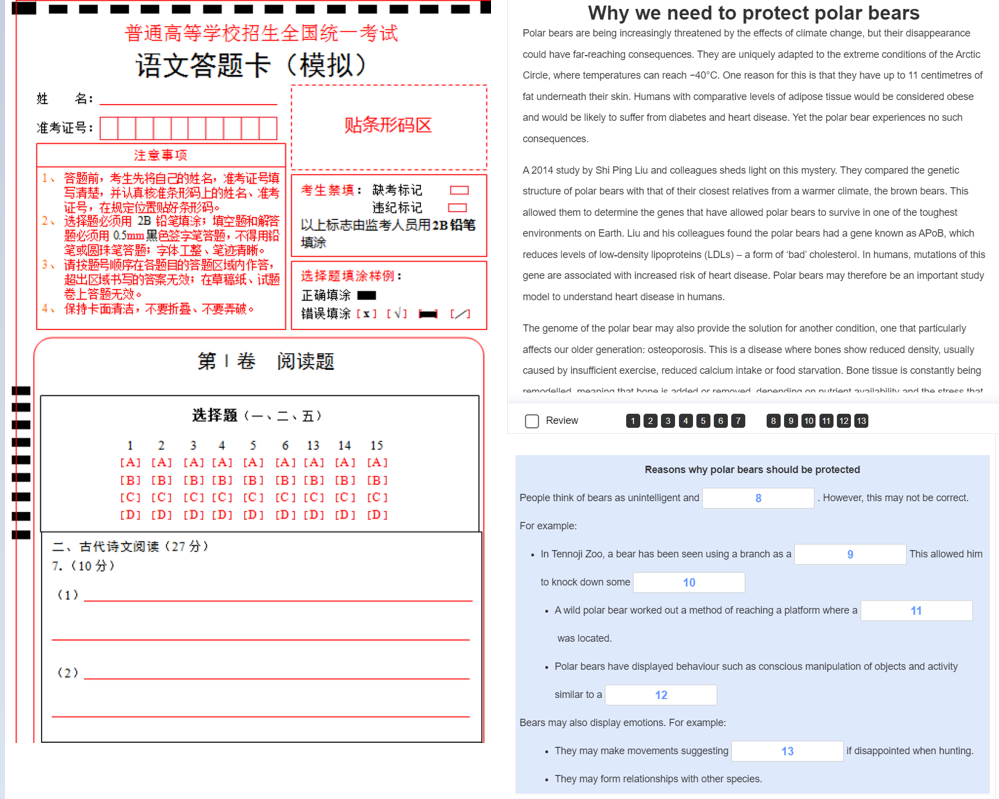 普通高等学校招生全国统一考试
语文答题卡（模拟）
姓 名：
准考证号：
贴条形码区
注意事项
1、 答题前，考生先将自己的姓名，准考证号填
写清楚，并认真核准条形码上的姓名、准考
证号，在规定位置贴好条形码。
2、 选择题必须用 2B 铅笔填涂；填空题和解答
题必须用 0.5mm黑色签字笔答题，不得用铅
笔或圆珠笔答题；字体工整、笔迹清晰。
3、 请按题号顺序在各题目的答题区域内作答，
超出区域书写的答案无效；在草稿纸、试题
卷上答题无效。
4、 保持卡面清洁，不要折叠、不要弄破。
考生禁填： 缺考标记
违纪标记
以上标志由监考人员用2B铅笔
填涂
选择题填涂样例：
正确填涂
错误填涂 [x] [√] [ ] [／]
第Ⅰ卷 阅读题
选择题（一、二、五）
1 2 3 4 5 6 13 14 15
[A] [A] [A] [A] [A] [A] [A] [A] [A]
[B] [B] [B] [B] [B] [B] [B] [B] [B]
[C] [C] [C] [C] [C] [C] [C] [C] [C]
[D] [D] [D] [D] [D] [D] [D] [D] [D]
二、古代诗文阅读（27 分）
7.（10 分）
（1）
（2）
Why we need to protect polar bears
Polar bears are being increasingly threatened by the effects of climate change, but their disappearance
could have far-reaching consequences. They are uniquely adapted to the extreme conditions of the Arctic
Circle, where temperatures can reach −40°C. One reason for this is that they have up to 11 centimetres of
fat underneath their skin. Humans with comparative levels of adipose tissue would be considered obese
and would be likely to suffer from diabetes and heart disease. Yet the polar bear experiences no such
consequences.
A 2014 study by Shi Ping Liu and colleagues sheds light on this mystery. They compared the genetic
structure of polar bears with that of their closest relatives from a warmer climate, the brown bears. This
allowed them to determine the genes that have allowed polar bears to survive in one of the toughest
environments on Earth. Liu and his colleagues found the polar bears had a gene known as APoB, which
reduces levels of low-density lipoproteins (LDLs) – a form of ‘bad’ cholesterol. In humans, mutations of this
gene are associated with increased risk of heart disease. Polar bears may therefore be an important study
model to understand heart disease in humans.
The genome of the polar bear may also provide the solution for another condition, one that particularly
affects our older generation: osteoporosis. This is a disease where bones show reduced density, usually
caused by insufficient exercise, reduced calcium intake or food starvation. Bone tissue is constantly being
remodelled, meaning that bone is added or removed, depending on nutrient availability and the stress that
Review 1 2 3 4 5 6 7 8 9 10 11 12 13
Reasons why polar bears should be protected
People think of bears as unintelligent and 8 . However, this may not be correct.
For example:
• In Tennoji Zoo, a bear has been seen using a branch as a 9 This allowed him
to knock down some 10
• A wild polar bear worked out a method of reaching a platform where a 11
was located.
• Polar bears have displayed behaviour such as conscious manipulation of objects and activity
similar to a 12
Bears may also display emotions. For example:
• They may make movements suggesting 13 if disappointed when hunting.
• They may form relationships with other species.